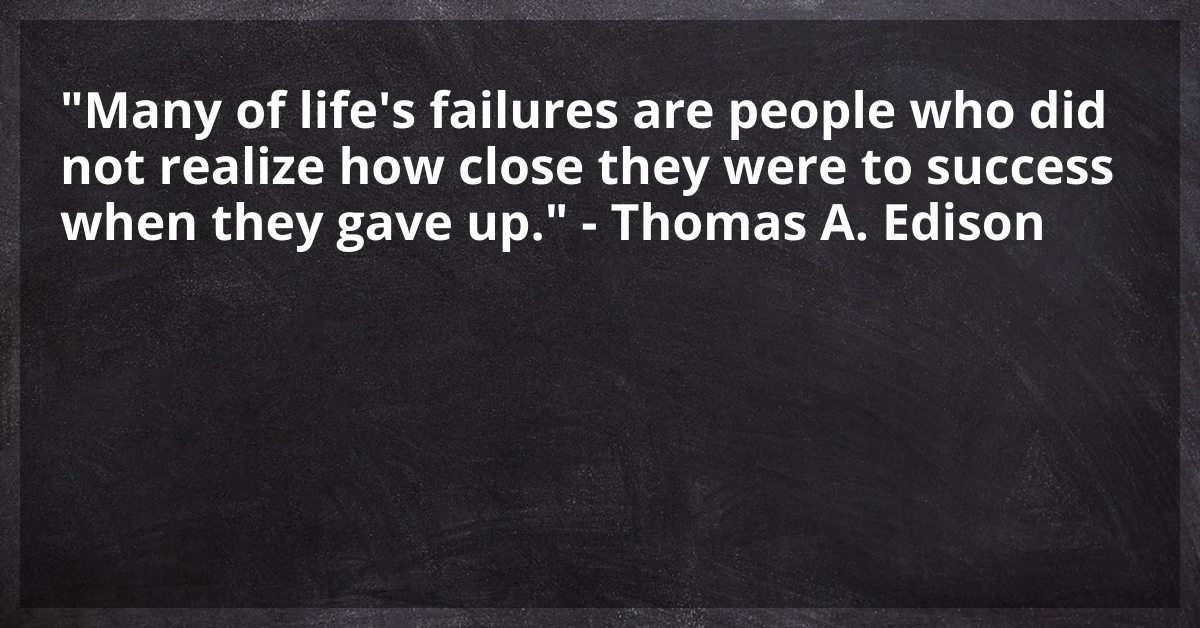 "Many of life's failures are people who did
not realize how close they were to success
when they gave up." - Thomas A. Edison